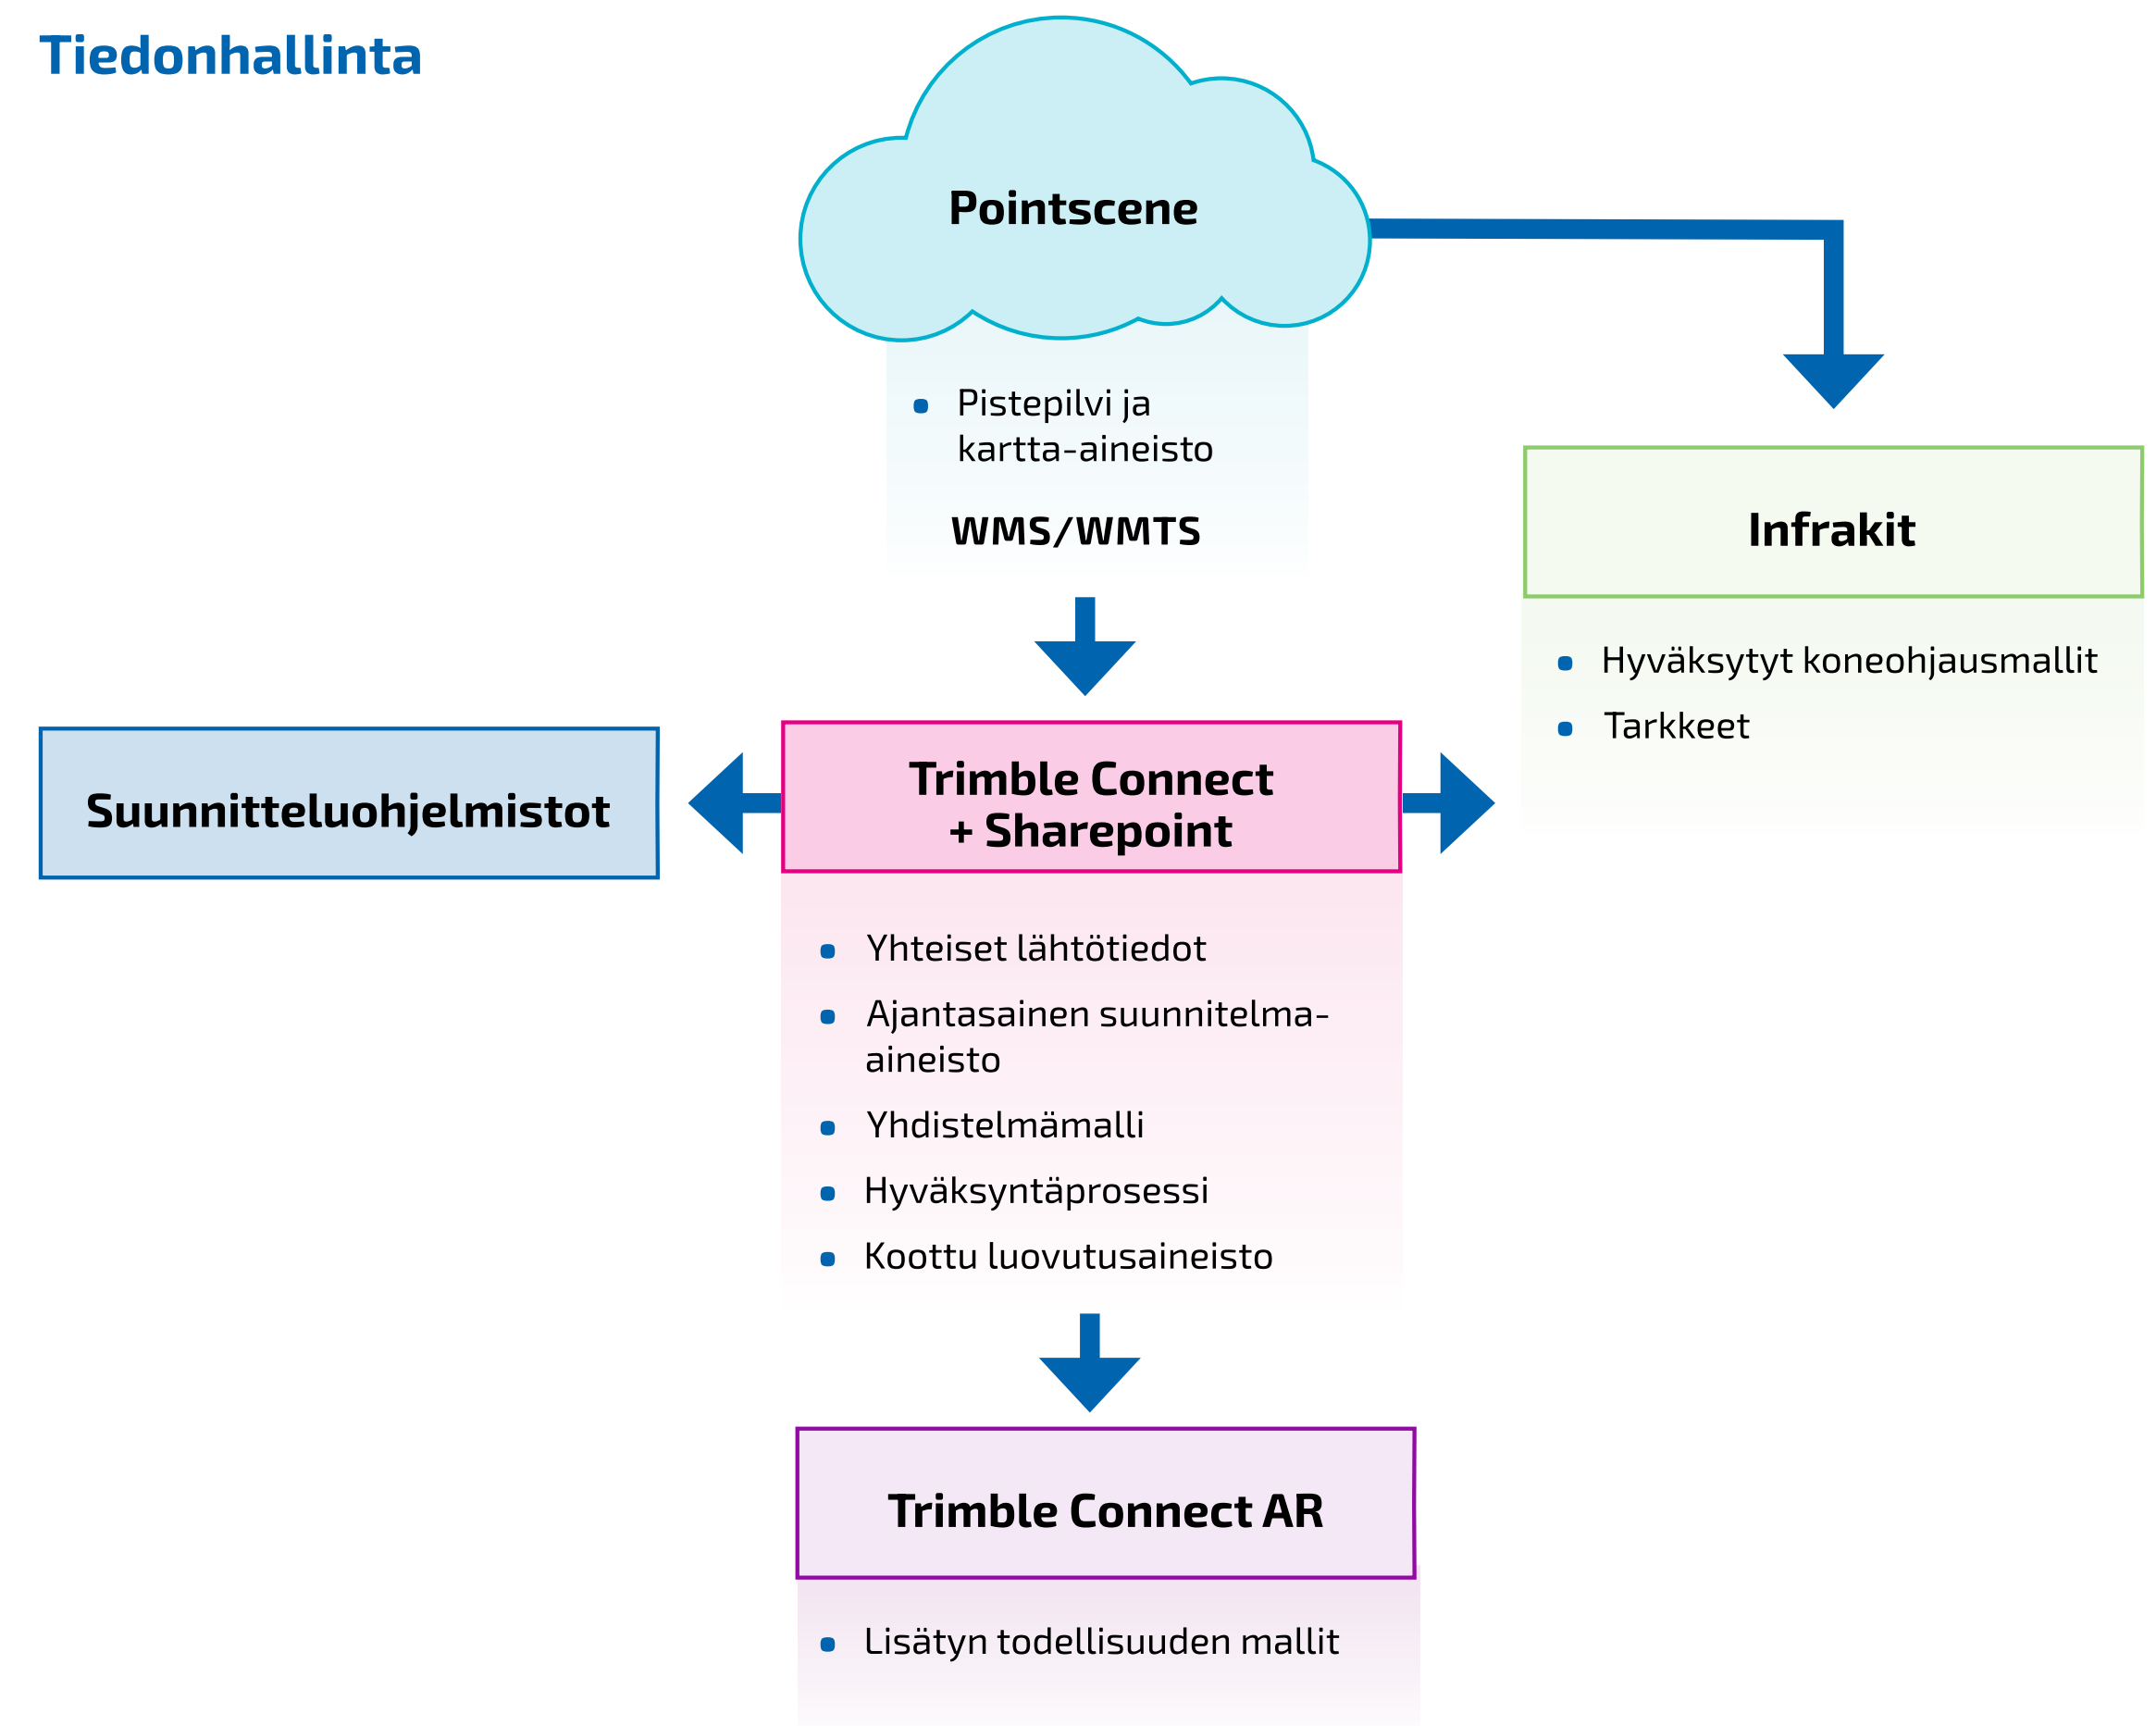 Tiedonhallinta
Pointscene
Pistepilvi ja
kartta-aineisto
WMS/WMTS
Infrakit
Hyväksytyt koneohjausmallit
Tarkkeet
Suunnitteluohjelmistot
Trimble Connect
+ Sharepoint
Yhteiset lähtötiedot
Ajantasainen suunnitelma-
aineisto
Yhdistelmämalli
Hyväksyntäprosessi
Koottu luovutusaineisto
Trimble Connect AR
Lisätyn todellisuuden mallit